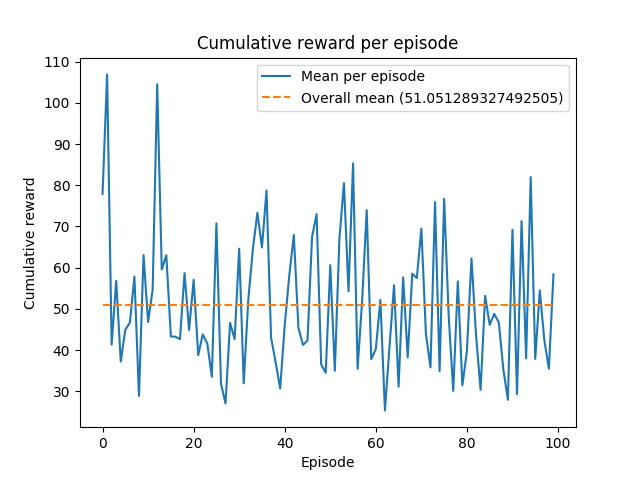 Cumulative reward per episode
110
100
90
80
70
60
50
40
30
Cumulative reward
Mean per episode
Overall mean (51.051289327492505)
0 20 40 60 80 100
Episode